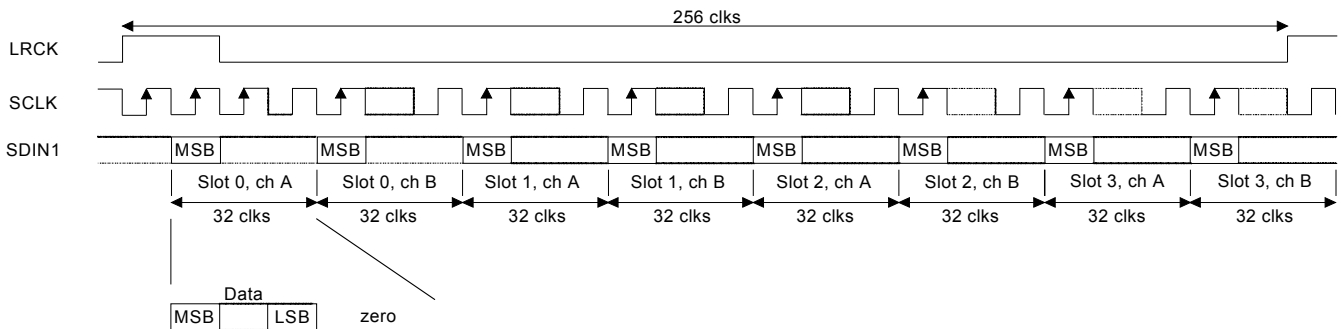 256 clks
LRCK
SCLK
SDIN1
MSB MSB MSB MSB MSB MSB MSB MSB
Slot 0, ch A Slot 0, ch B Slot 1, ch A Slot 1, ch B Slot 2, ch A Slot 2, ch B Slot 3, ch A Slot 3, ch B
32 clks 32 clks 32 clks 32 clks 32 clks 32 clks 32 clks 32 clks
Data
MSB LSB zero